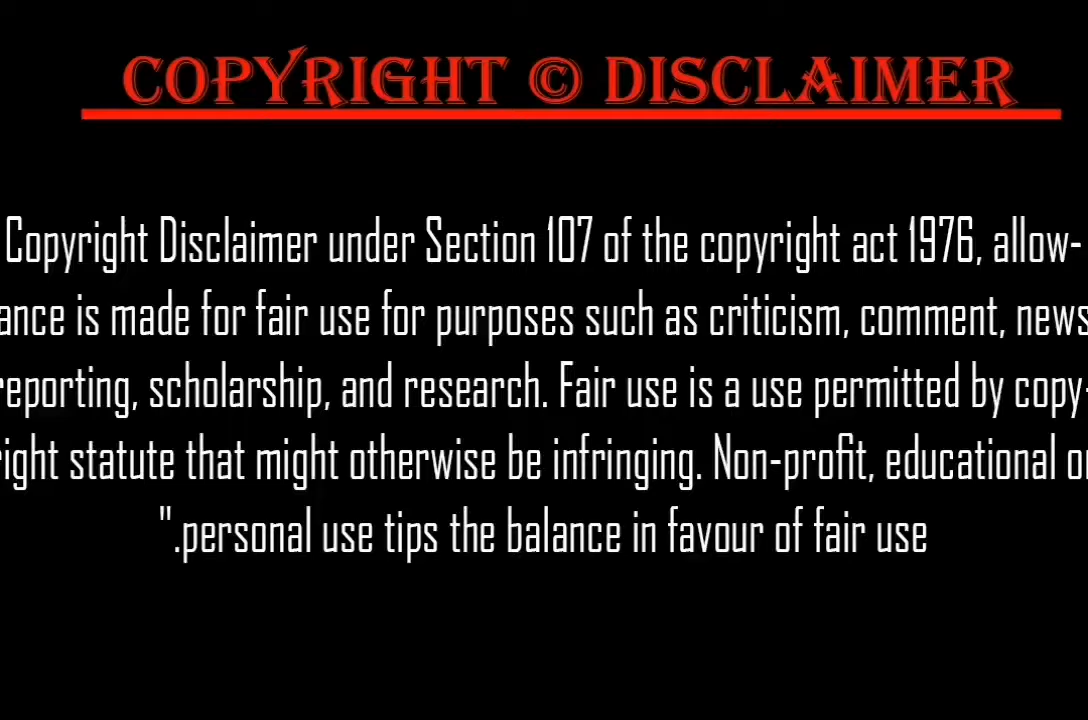 COPYRIGHT © DISCLAIMER
Copyright Disclaimer under Section 107 of the copyright act 1976, allow-
ance is made for fair use for purposes such as criticism, comment, news
reporting, scholarship, and research. Fair use is a use permitted by copy-
right statute that might otherwise be infringing. Non-profit, educational or
".personal use tips the balance in favour of fair use